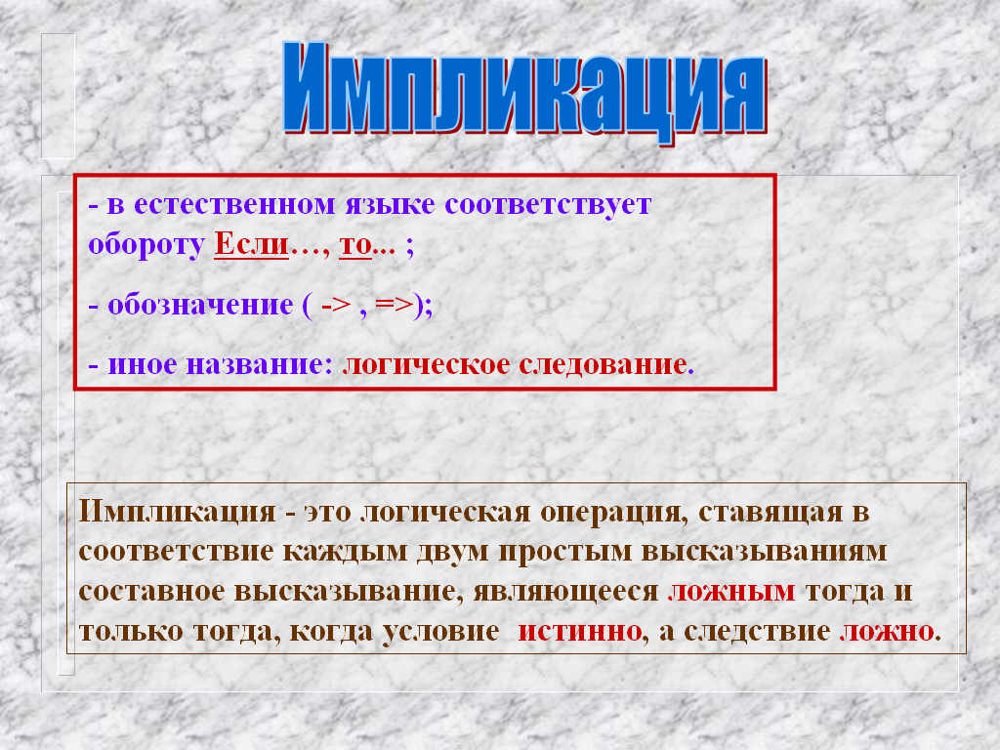 Импликация
- в естественном языке соответствует
обороту Если…, то... ;
- обозначение ( -> , =>);
- иное название: логическое следование.
Импликация - это логическая операция, ставящая в
соответствие каждым двум простым высказываниям
составное высказывание, являющееся ложным тогда и
только тогда, когда условие истинно, а следствие ложно.